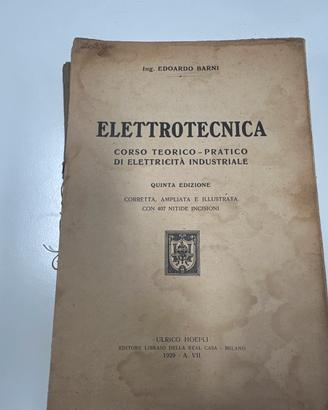 Ing. EDOARDO BARNI
ELETTROTECNICA
CORSO TEORICO-PRATICO
DI ELETTRICITÀ INDUSTRIALE
QUINTA EDIZIONE
CORRETTA, AMPLIATA E ILLUSTRATA
CON 407 NITIDE INCISIONI
ULRICO HOEPLI
EDITORE LIBRAIO DELLA REAL CASA - MILANO
1929 - A. VII